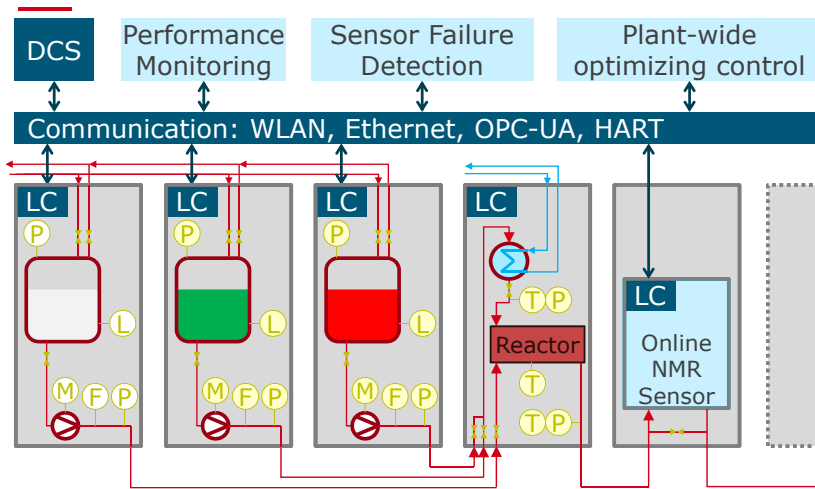 DCS
Performance
Monitoring
Sensor Failure
Detection
Plant-wide
optimizing control
Communication: WLAN, Ethernet, OPC-UA, HART
LC
LC
LC
LC
P
P
P
T P
L
L
L
LC
Reactor
Online
NMR
Sensor
T
M F P
M F P
M F P
T P